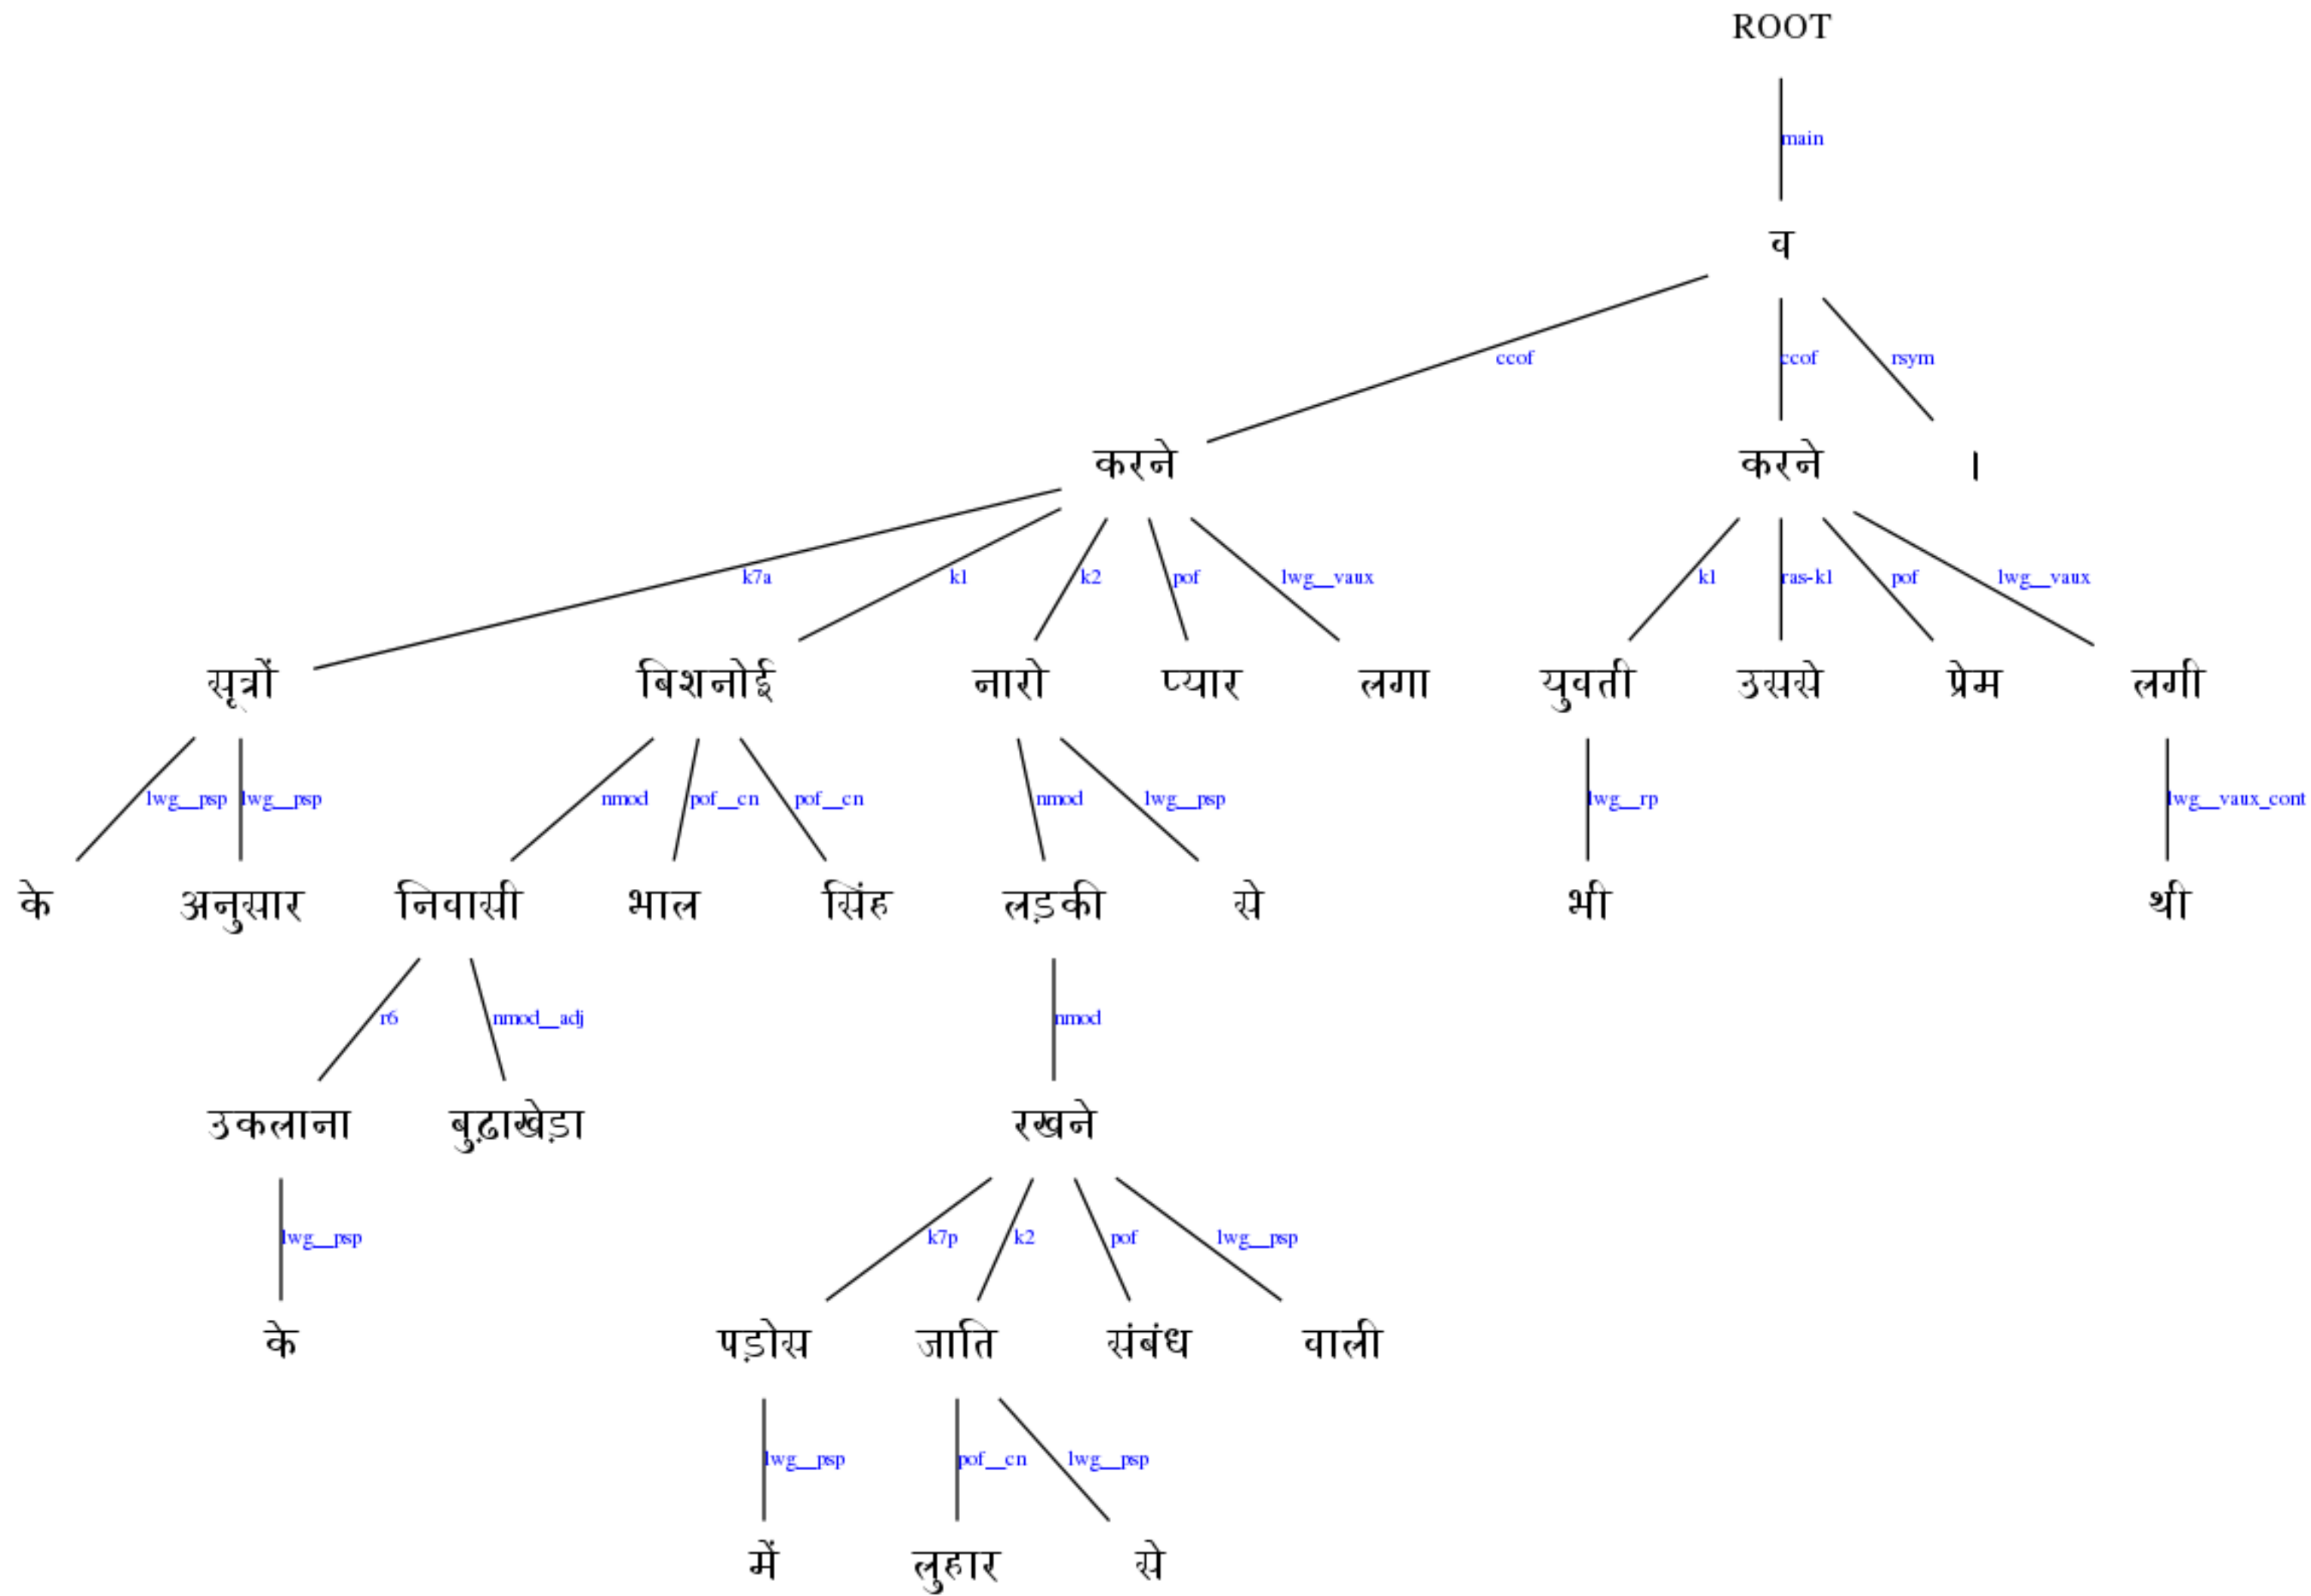 ROOT
main
व
ccof ccof rsym
करने करने ।
k7a k1 k2 pof lwg__vaux k1 ras-k1 pof lwg__vaux
सूत्रों बिशनोई नारो प्यार लगा युवती उससे प्रेम लगी
lwg__psp lwg__psp nmod pof__cn pof__cn nmod lwg__psp lwg__rp lwg__vaux_cont
के अनुसार निवासी भाल सिंह लड़की से भी थी
r6 nmod__adj nmod
उकलाना बुढ़ाखेड़ा रखने
lwg__psp k7p k2 pof lwg__psp
के पड़ोस जाति संबंध वाली
lwg__psp pof__cn lwg__psp
में लुहार से